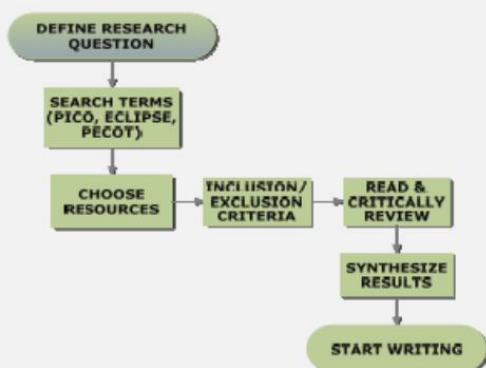 DEFINE RESEARCH
QUESTION
SEARCH TERMS
(PICO, ECLIPSE,
PECOT)
CHOOSE
RESOURCES
INCLUSION/
EXCLUSION
CRITERIA
READ &
CRITICALLY
REVIEW
SYNTHESIZE
RESULTS
START WRITING